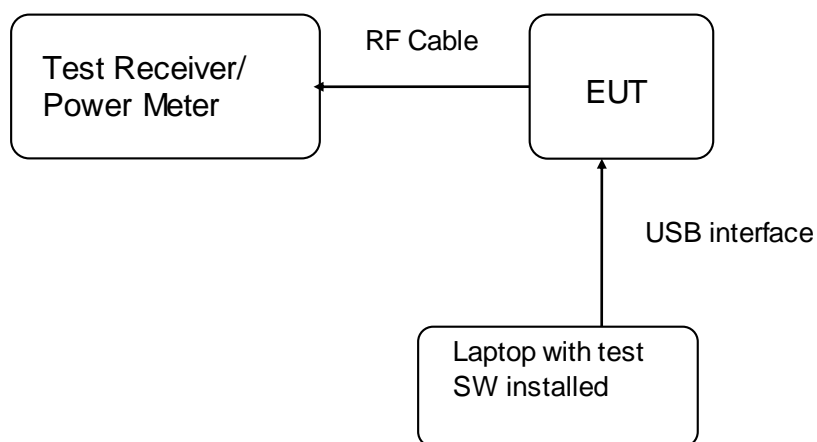 RF Cable
Test Receiver/
Power Meter
EUT
USB interface
Laptop with test
SW installed